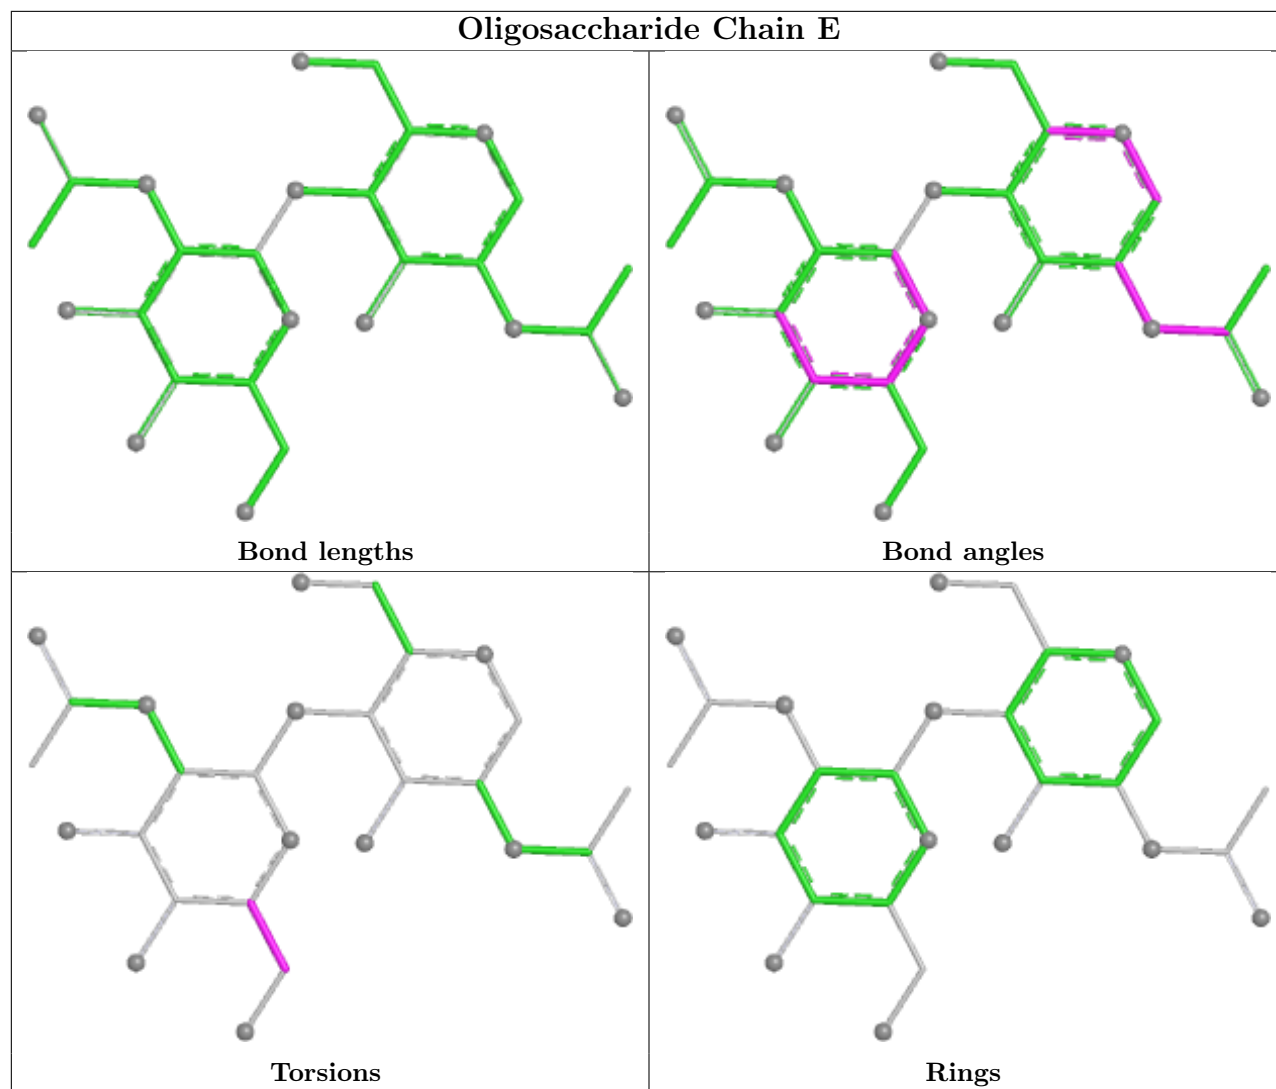 Oligosaccharide Chain E
Bond lengths
Bond angles
Torsions
Rings